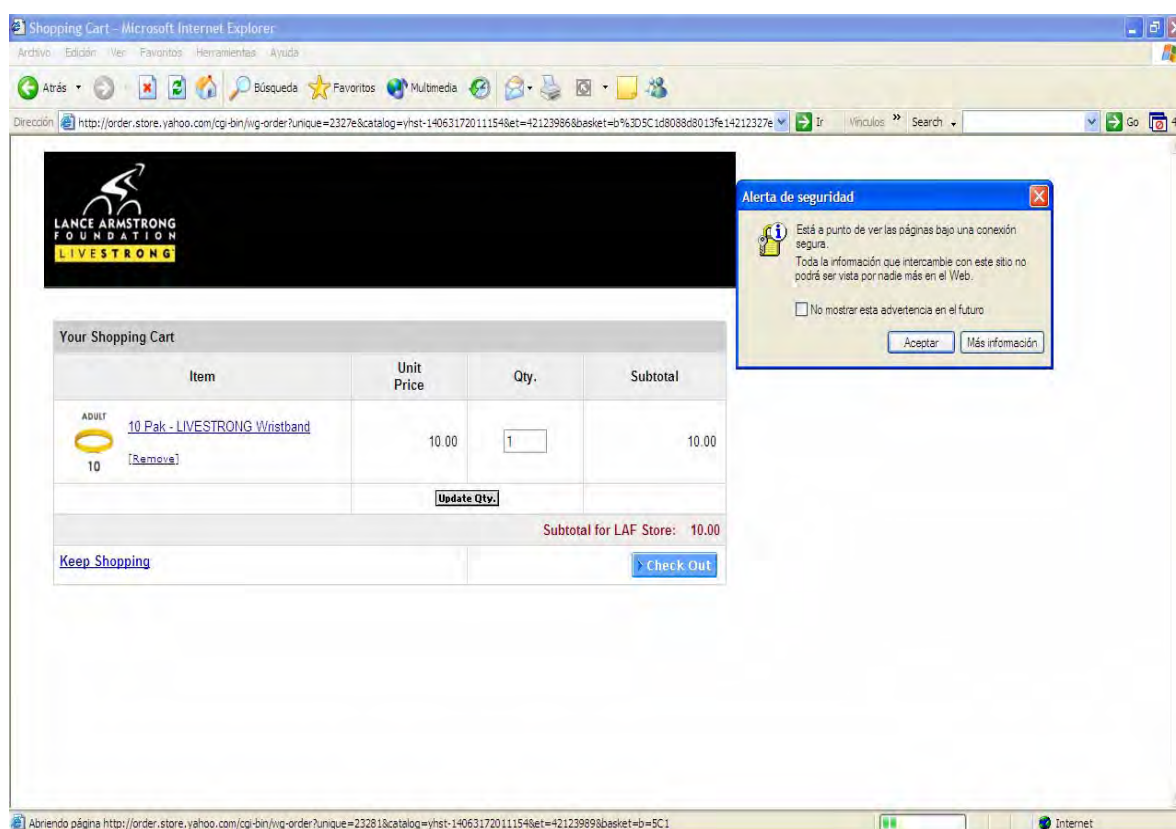 Shopping Cart - Microsoft Internet Explorer
Archivo Edición Ver Favoritos Herramientas Ayuda
Atrás Búsqueda Favoritos Multimedia
Dirección http://order.store.yahoo.com/cgi-bin/wg-order?unique=2327e&catalog=yhst-14063172011154&et=42123986&basket=b%3D5C1d8088d8013fe14212327e Ir Vínculos » Search Go 4
LANCE ARMSTRONG
FOUNDATION
LIVESTRONG
Alerta de seguridad
Está a punto de ver las páginas bajo una conexión
segura.
Toda la información que intercambie con este sitio no
podrá ser vista por nadie más en el Web.
No mostrar esta advertencia en el futuro
Aceptar Más información
Your Shopping Cart
Item Unit Price Qty. Subtotal
ADULT
10
10 Pak - LIVESTRONG Wristband
[Remove]
10.00 1 10.00
Update Qty.
Subtotal for LAF Store: 10.00
Keep Shopping Check Out
Abriendo página http://order.store.yahoo.com/cgi-bin/wg-order?unique=23281&catalog=yhst-14063172011154&et=42123989&basket=b=5C1 Internet